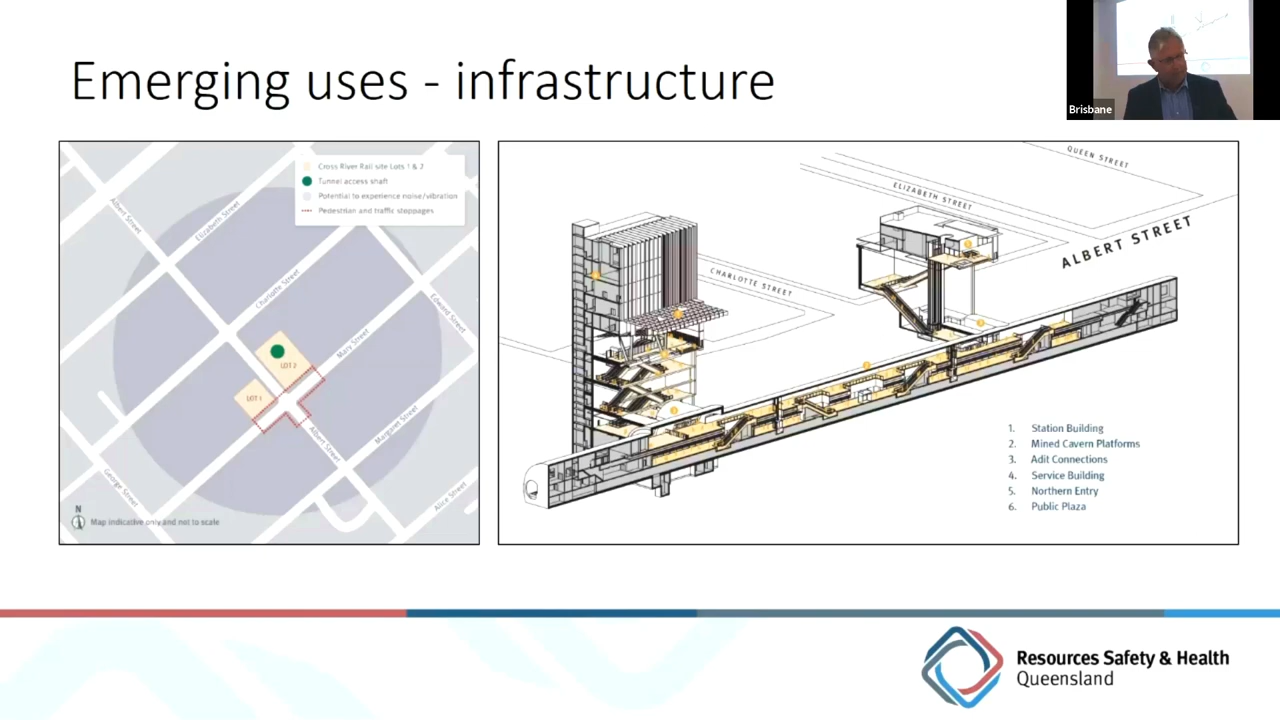 Emerging uses - infrastructure
Brisbane
Cross River Rail site Lots 1 & 2
Tunnel access shaft
Potential to experience noise/vibration
Pedestrian and traffic stoppages
Albert Street
Elizabeth Street
Charlotte Street
Edward Street
Mary Street
LOT 2
LOT 1
Albert Street
Margaret Street
George Street
Alice Street
N
Map indicative only and not to scale
QUEEN STREET
ELIZABETH STREET
ALBERT STREET
CHARLOTTE STREET
1. Station Building
2. Mined Cavern Platforms
3. Adit Connections
4. Service Building
5. Northern Entry
6. Public Plaza
Resources Safety & Health
Queensland